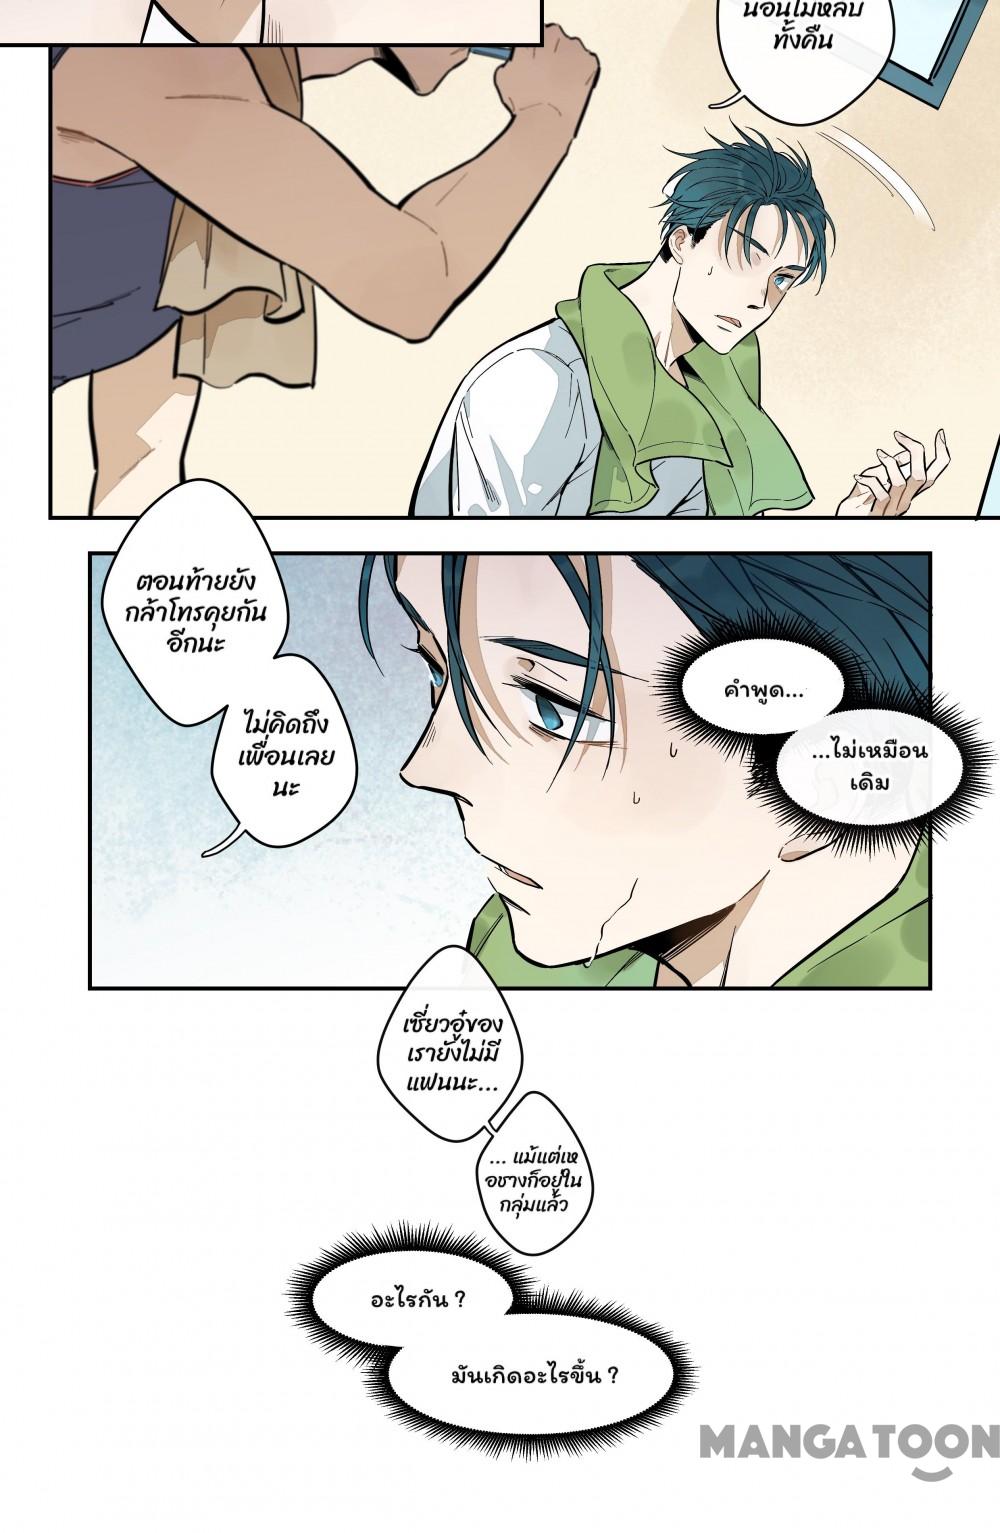 นอนไม่หลับ
ทั้งคืน
ตอนท้ายยัง
กล้าโทรคุยกัน
อีกนะ
ไม่คิดถึง
เพื่อนเลย
นะ
คำพูด...
...ไม่เหมือน
เดิม
เซี่ยวอู๋ของ
เรายังไม่มี
แฟนนะ...
... แม้แต่เห
อชางก็อยู่ใน
กลุ่มแล้ว
อะไรกัน ?
มันเกิดอะไรขึ้น ?
MANGATOON